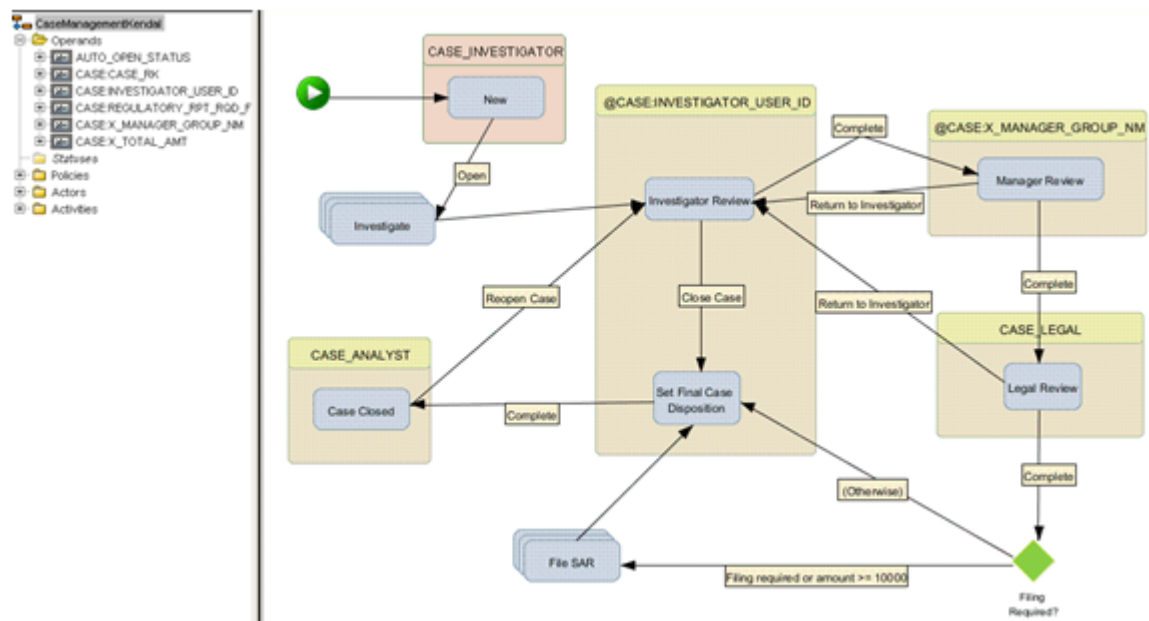 CaseManagementKendal
Operands
AUTO_OPEN_STATUS
CASE:CASE_RK
CASE:INVESTIGATOR_USER_ID
CASE:REGULATORY_RPT_RQD_F
CASE:X_MANAGER_GROUP_NM
CASE:X_TOTAL_AMT
Statuses
Policies
Actors
Activities
CASE_INVESTIGATOR
New
Open
Investigate
@CASE:INVESTIGATOR_USER_ID
Investigator Review
Complete
@CASE:X_MANAGER_GROUP_NM
Manager Review
Return to Investigator
Close Case
Reopen Case
Return to Investigator
Complete
CASE_LEGAL
Legal Review
CASE_ANALYST
Case Closed
Complete
Set Final Case
Disposition
Complete
(Otherwise)
File SAR
Filing required or amount >= 10000
Filing
Required?